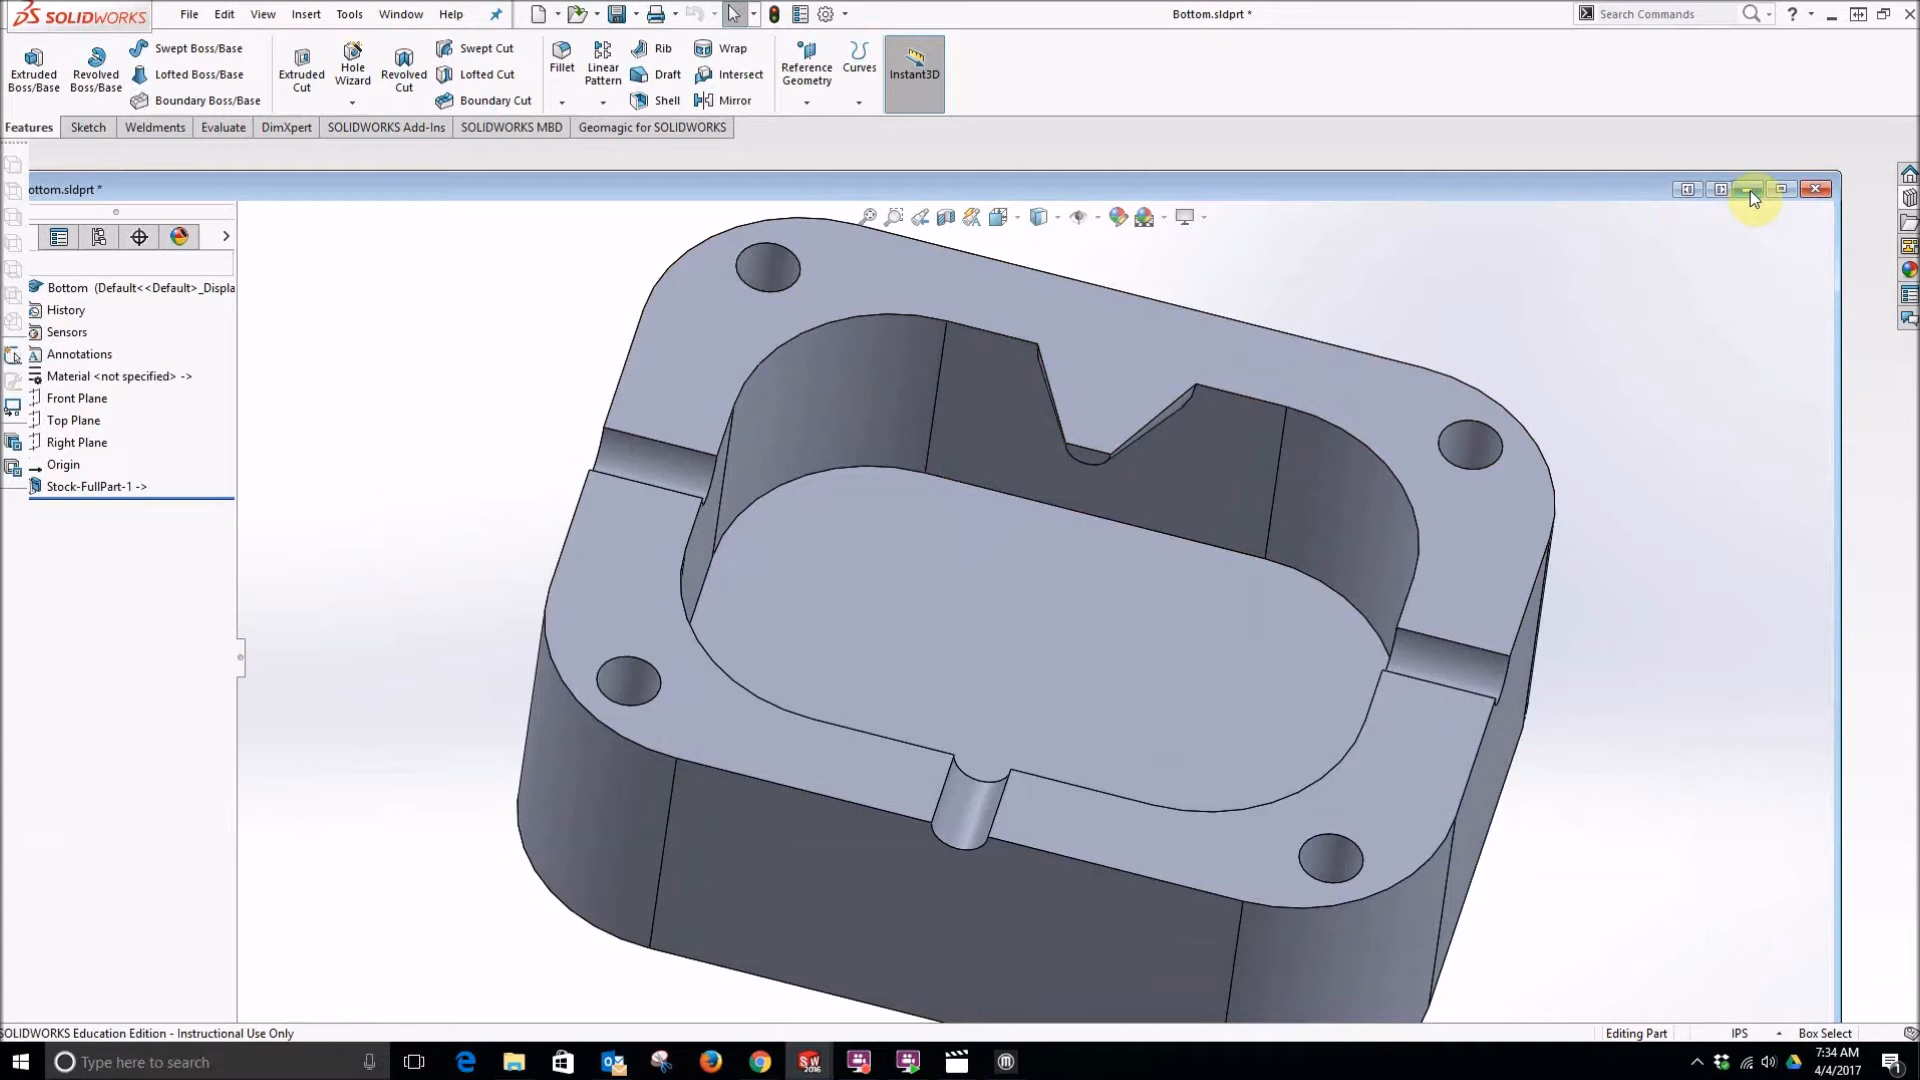 SOLIDWORKS File Edit View Insert Tools Window Help Bottom.sldprt * Search Commands ?
Extruded Boss/Base
Revolved Boss/Base
Swept Boss/Base
Lofted Boss/Base
Boundary Boss/Base
Extruded Cut
Hole Wizard
Revolved Cut
Swept Cut
Lofted Cut
Boundary Cut
Fillet
Linear Pattern
Rib
Draft
Shell
Wrap
Intersect
Mirror
Reference Geometry
Curves
Instant3D
Features Sketch Weldments Evaluate DimXpert SOLIDWORKS Add-Ins SOLIDWORKS MBD Geomagic for SOLIDWORKS
ottom.sldprt *
Bottom (Default<<Default>_Displa
History
Sensors
Annotations
Material <not specified> ->
Front Plane
Top Plane
Right Plane
Origin
Stock-FullPart-1 ->
SOLIDWORKS Education Edition - Instructional Use Only Editing Part IPS Box Select
Type here to search
SW 2016
7:34 AM
4/4/2017
1